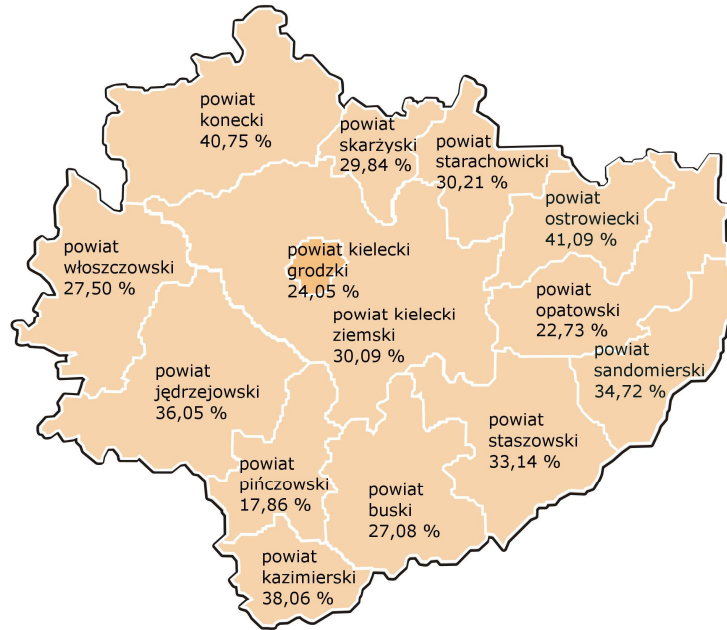 powiat
konecki
40,75 %
powiat
skarżyski
29,84 %
powiat
starachowicki
30,21 %
powiat
ostrowiecki
41,09 %
powiat
włoszczowski
27,50 %
powiat kielecki
grodzki
24,05 %
powiat kielecki
ziemski
30,09 %
powiat
opatowski
22,73 %
powiat
sandomierski
34,72 %
powiat
jędrzejowski
36,05 %
powiat
staszowski
33,14 %
powiat
pińczowski
17,86 %
powiat
buski
27,08 %
powiat
kazimierski
38,06 %